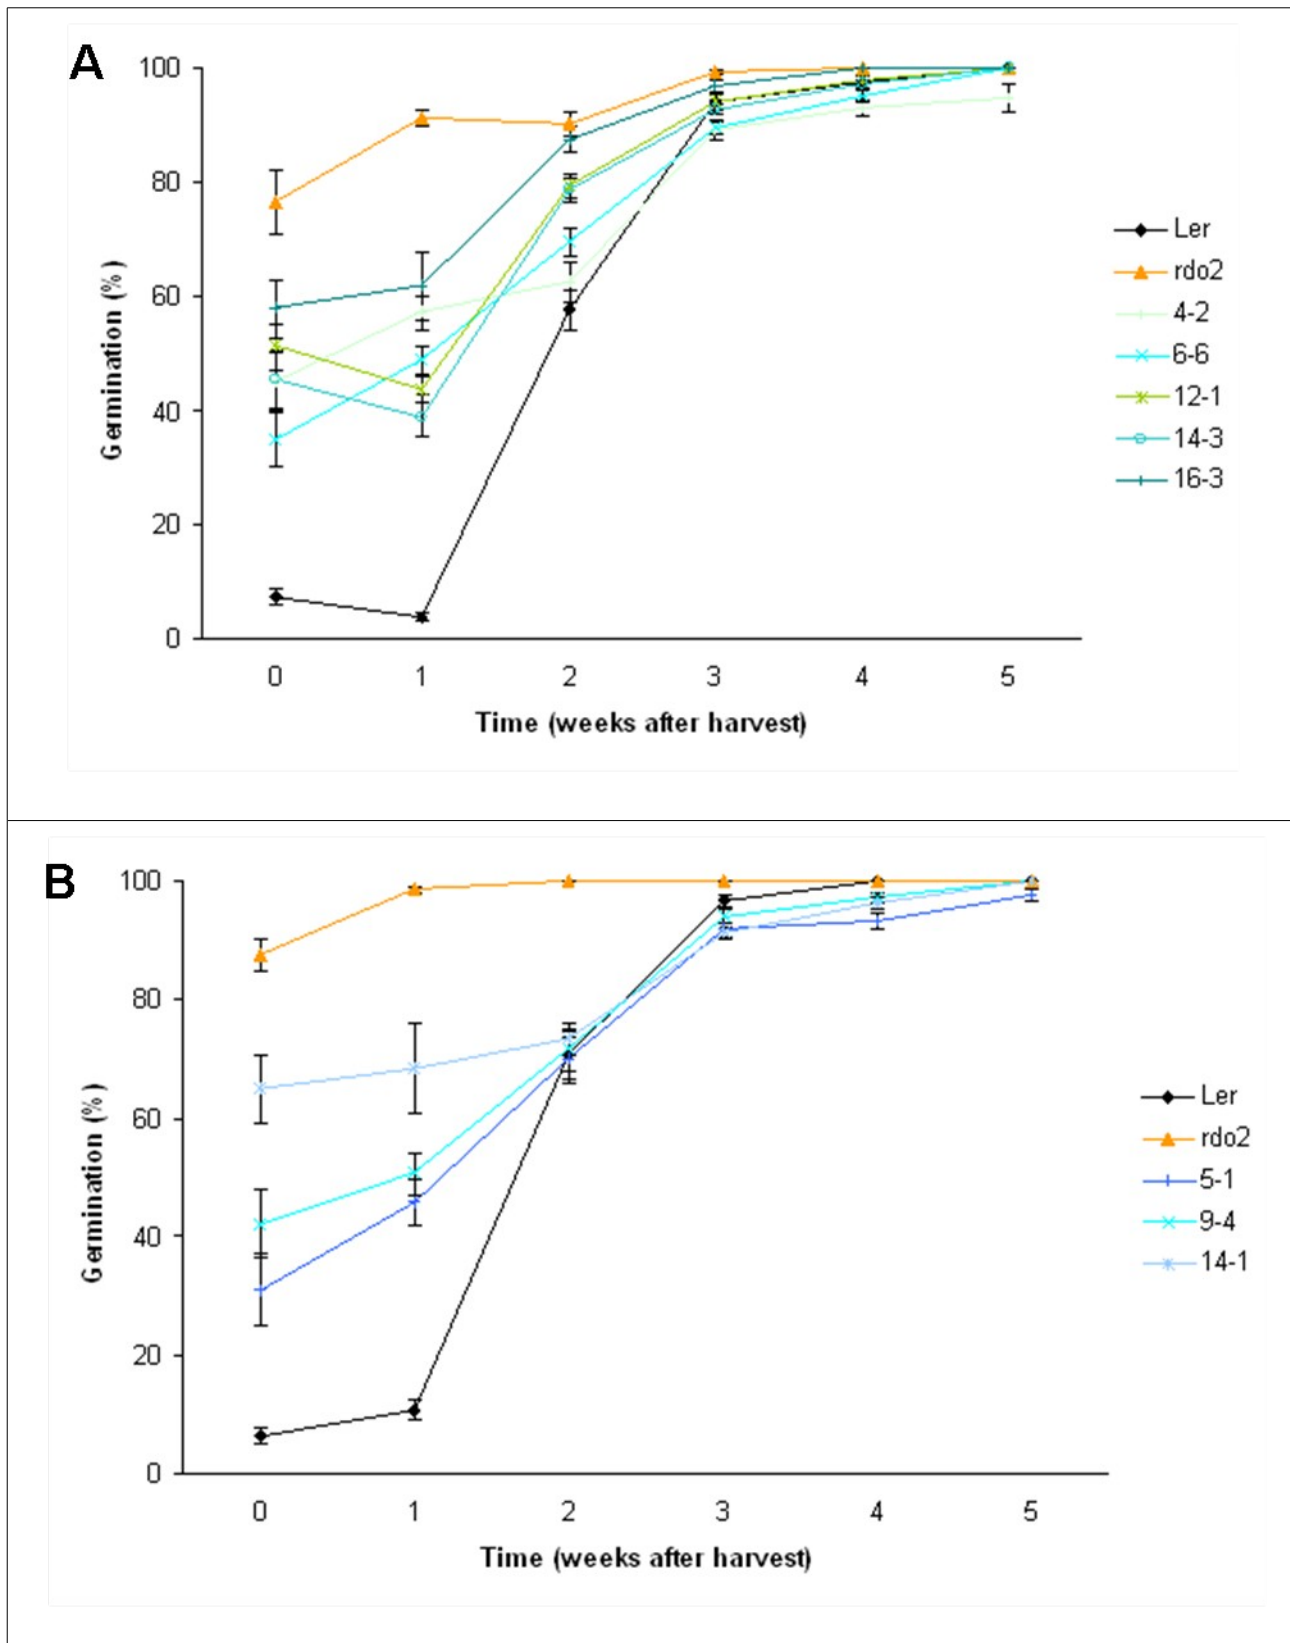 A
100
80
60
40
20
0
Germination (%)
0 1 2 3 4 5
Time (weeks after harvest)
Ler
rdo2
4-2
6-6
12-1
14-3
16-3
B
100
80
60
40
20
0
Germination (%)
0 1 2 3 4 5
Time (weeks after harvest)
Ler
rdo2
5-1
9-4
14-1